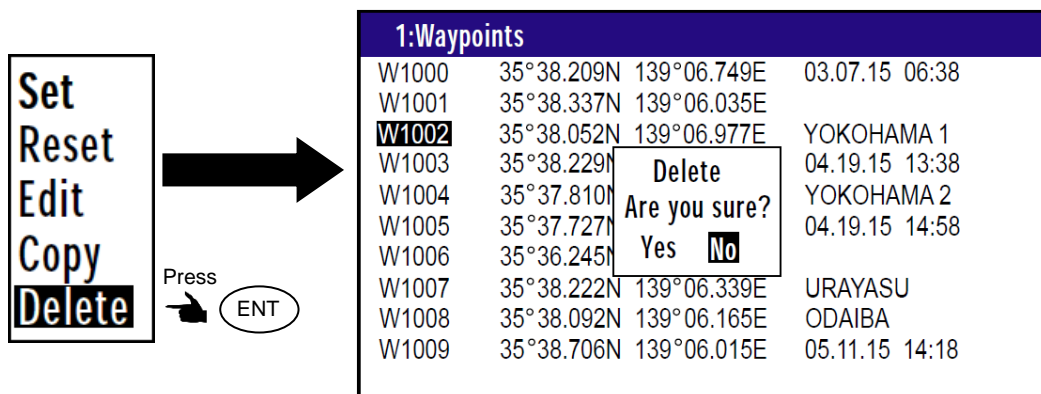 Set
Reset
Edit
Copy
Delete
Press
ENT
1:Waypoints
W1000 35°38.209N 139°06.749E 03.07.15 06:38
W1001 35°38.337N 139°06.035E
W1002 35°38.052N 139°06.977E YOKOHAMA 1
W1003 35°38.229N 04.19.15 13:38
W1004 35°37.810N YOKOHAMA 2
W1005 35°37.727N 04.19.15 14:58
W1006 35°36.245N
W1007 35°38.222N 139°06.339E URAYASU
W1008 35°38.092N 139°06.165E ODAIBA
W1009 35°38.706N 139°06.015E 05.11.15 14:18
Delete
Are you sure?
Yes No